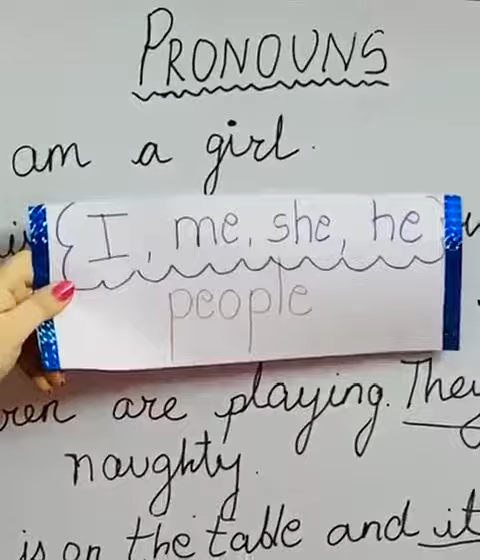 PRONOUNS
am a girl.
{I, me, she, he}
people
are playing. They
naughty.
is on the table and it